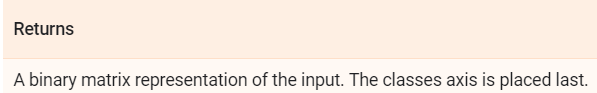 Returns
A binary matrix representation of the input. The classes axis is placed last.